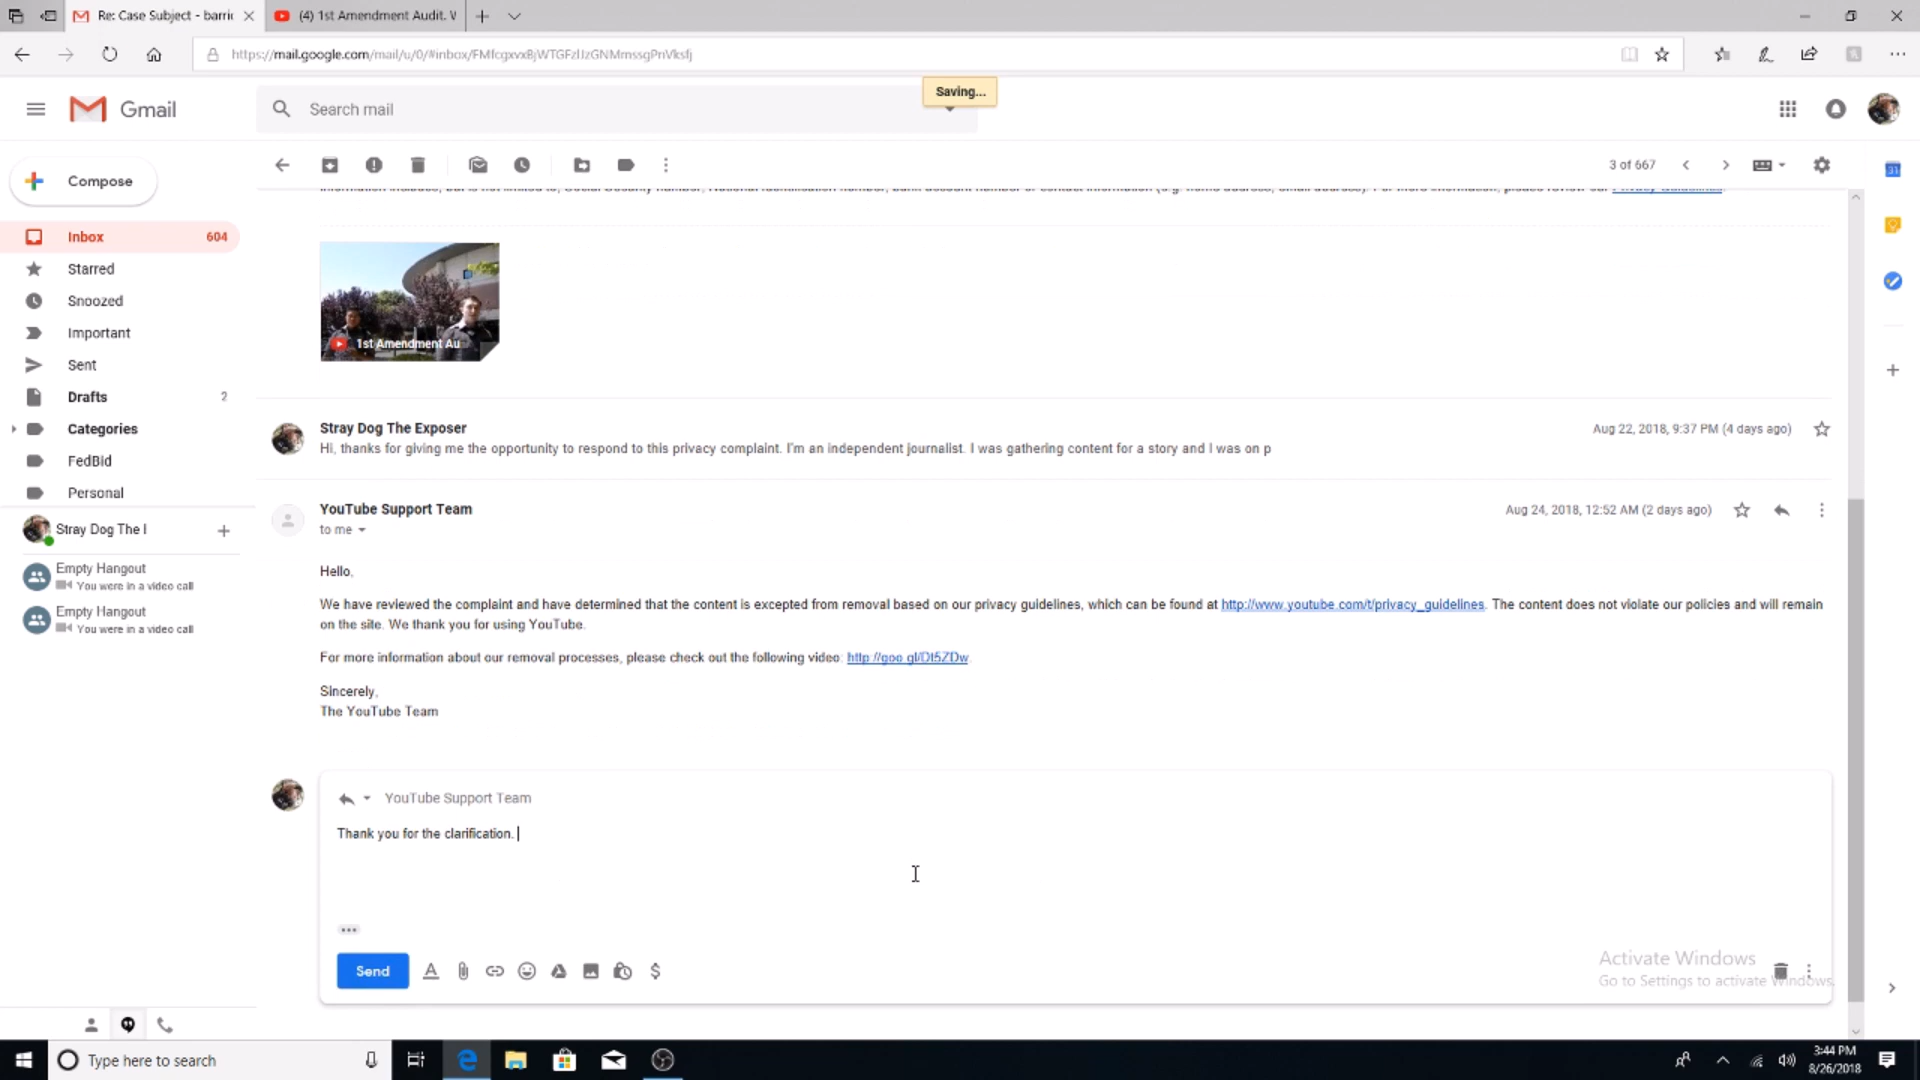 Re: Case Subject - barri
(4) 1st Amendment Audit. V
https://mail.google.com/mail/u/0/#inbox/
Saving...
Gmail
Search mail
3 of 667
Compose
Inbox 604
Starred
Snoozed
Important
Sent
Drafts 2
Categories
FedBid
Personal
Stray Dog The I
Empty Hangout
You were in a video call
Empty Hangout
You were in a video call
1st Amendment Au
Stray Dog The Exposer
Aug 22, 2018, 9:37 PM (4 days ago)
Hi, thanks for giving me the opportunity to respond to this privacy complaint. I'm an independent journalist. I was gathering content for a story and I was on p
YouTube Support Team
Aug 24, 2018, 12:52 AM (2 days ago)
to me
Hello,
We have reviewed the complaint and have determined that the content is excepted from removal based on our privacy guidelines, which can be found at http://www.youtube.com/t/privacy_guidelines. The content does not violate our policies and will remain
on the site. We thank you for using YouTube.
For more information about our removal processes, please check out the following video: http://goo.gl/Dt5ZDw.
Sincerely,
The YouTube Team
YouTube Support Team
Thank you for the clarification.
Send
Activate Windows
Go to Settings to activate Windows.
Type here to search
3:44 PM
8/26/2018